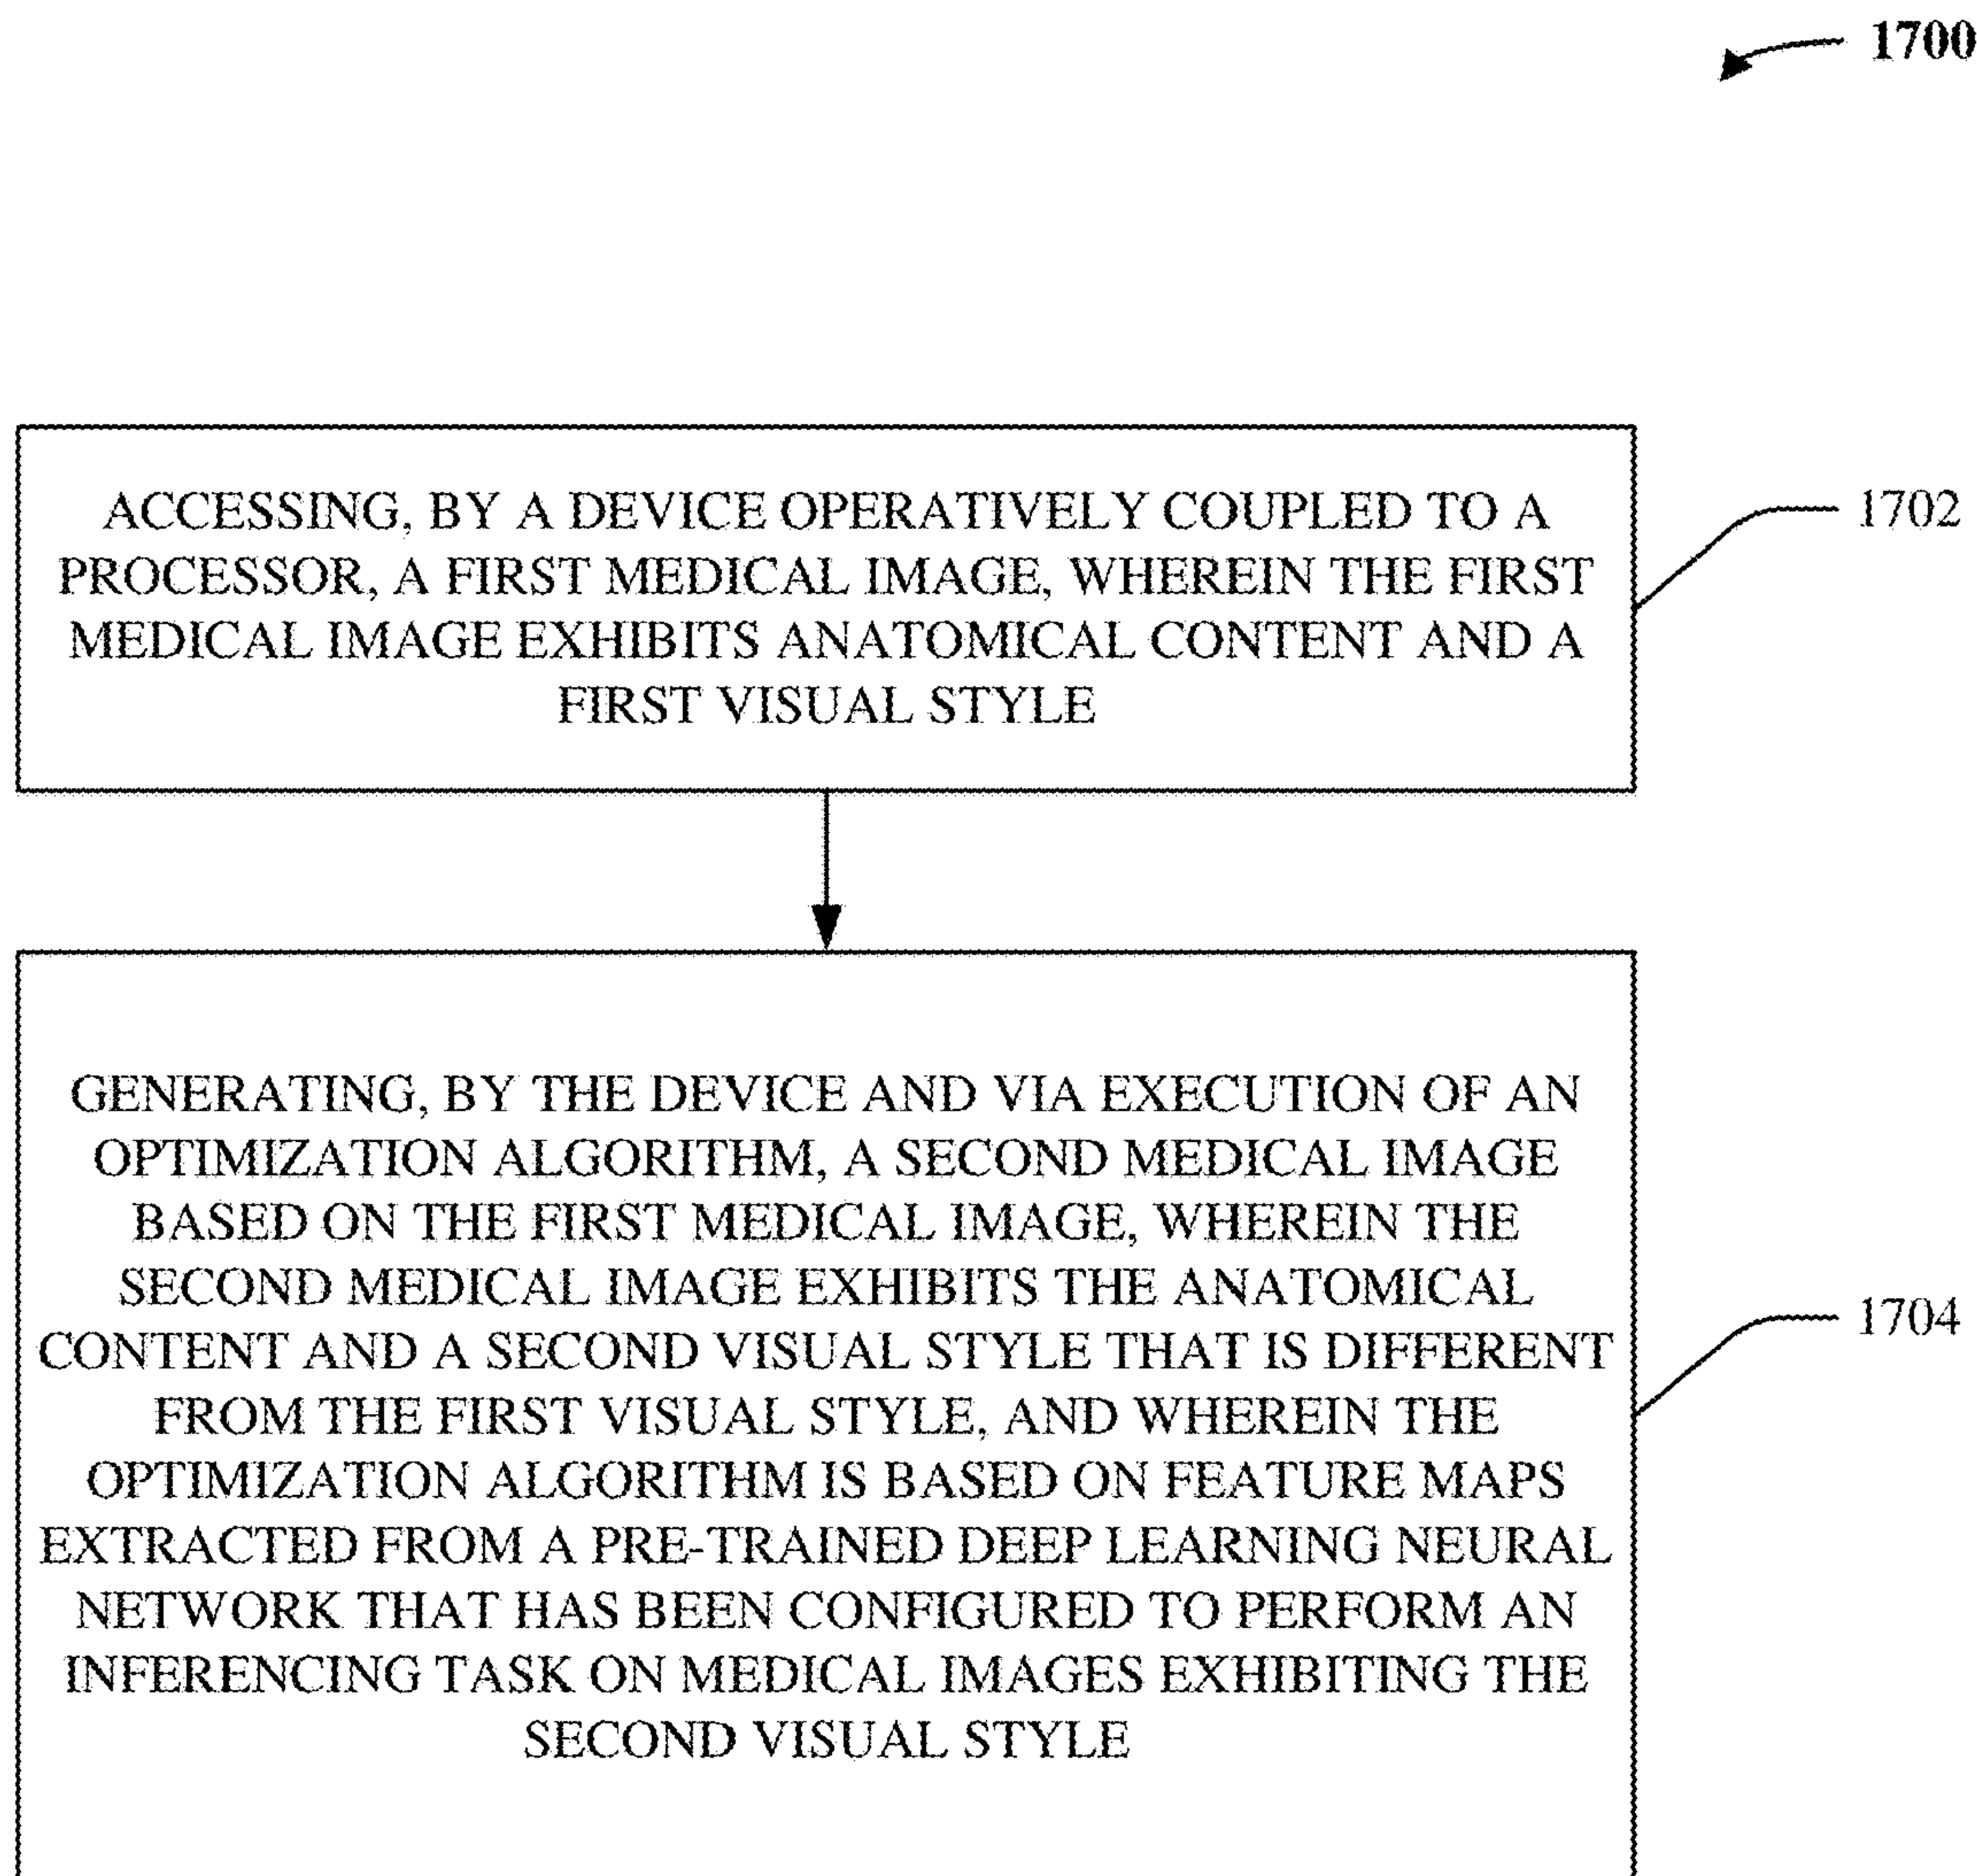 1700
ACCESSING, BY A DEVICE OPERATIVELY COUPLED TO A
PROCESSOR, A FIRST MEDICAL IMAGE, WHEREIN THE FIRST
MEDICAL IMAGE EXHIBITS ANATOMICAL CONTENT AND A
FIRST VISUAL STYLE
1702
GENERATING, BY THE DEVICE AND VIA EXECUTION OF AN
OPTIMIZATION ALGORITHM, A SECOND MEDICAL IMAGE
BASED ON THE FIRST MEDICAL IMAGE, WHEREIN THE
SECOND MEDICAL IMAGE EXHIBITS THE ANATOMICAL
CONTENT AND A SECOND VISUAL STYLE THAT IS DIFFERENT
FROM THE FIRST VISUAL STYLE, AND WHEREIN THE
OPTIMIZATION ALGORITHM IS BASED ON FEATURE MAPS
EXTRACTED FROM A PRE-TRAINED DEEP LEARNING NEURAL
NETWORK THAT HAS BEEN CONFIGURED TO PERFORM AN
INFERENCING TASK ON MEDICAL IMAGES EXHIBITING THE
SECOND VISUAL STYLE
1704